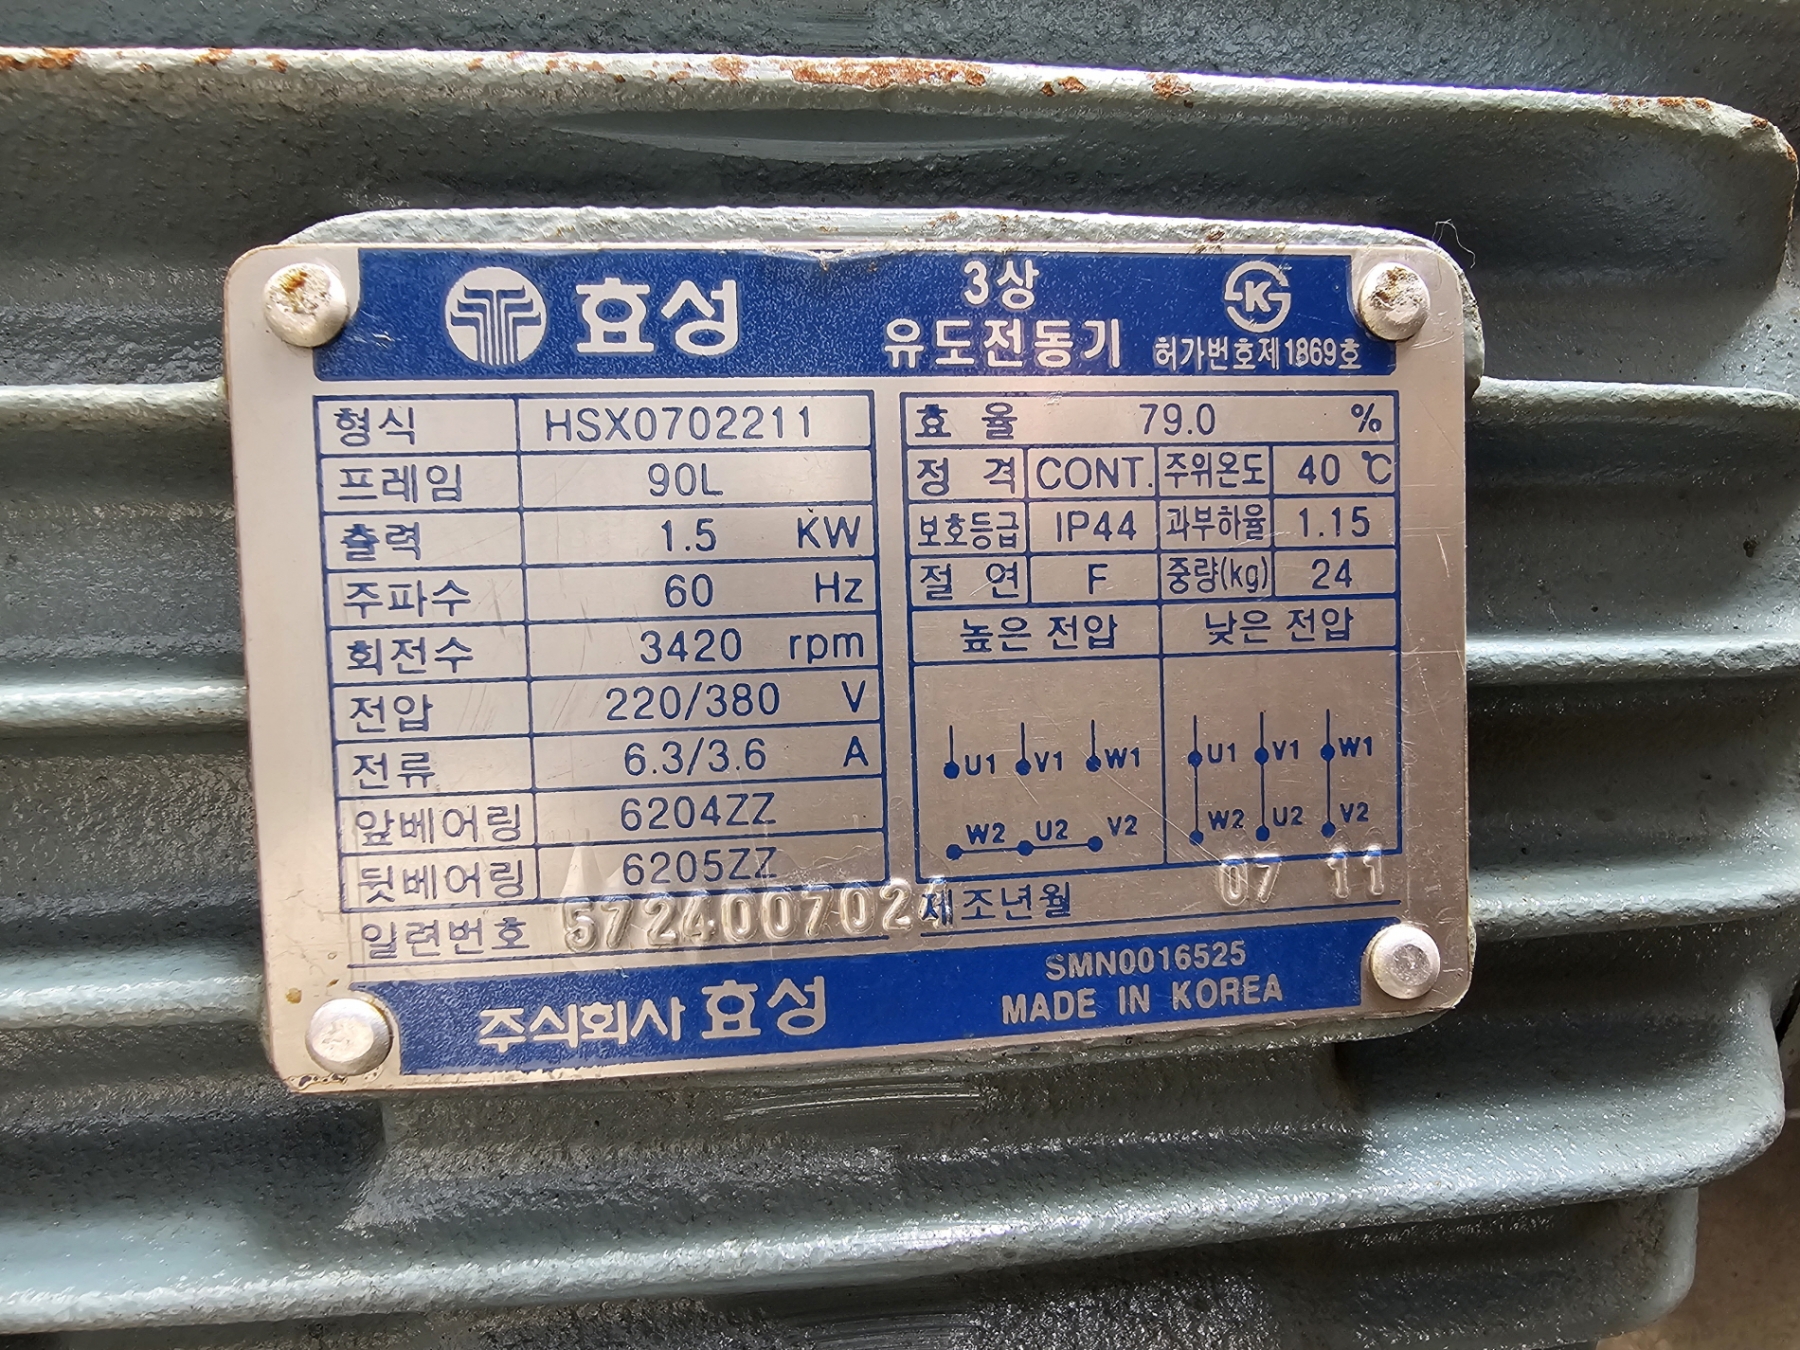 효성
3상
유도전동기
허가번호제1869호
형식 HSX0702211
프레임 90L
출력 1.5 KW
주파수 60 Hz
회전수 3420 rpm
전압 220/380 V
전류 6.3/3.6 A
앞베어링 6204ZZ
뒷베어링 6205ZZ
일련번호 5724007024
효율 79.0 %
정격 CONT. 주위온도 40 ℃
보호등급 IP44 과부하율 1.15
절연 F 중량(kg) 24
높은 전압 낮은 전압
U1 V1 W1 U1 V1 W1
W2 U2 V2 W2 U2 V2
제조년월 07 11
주식회사 효성
SMN0016525
MADE IN KOREA